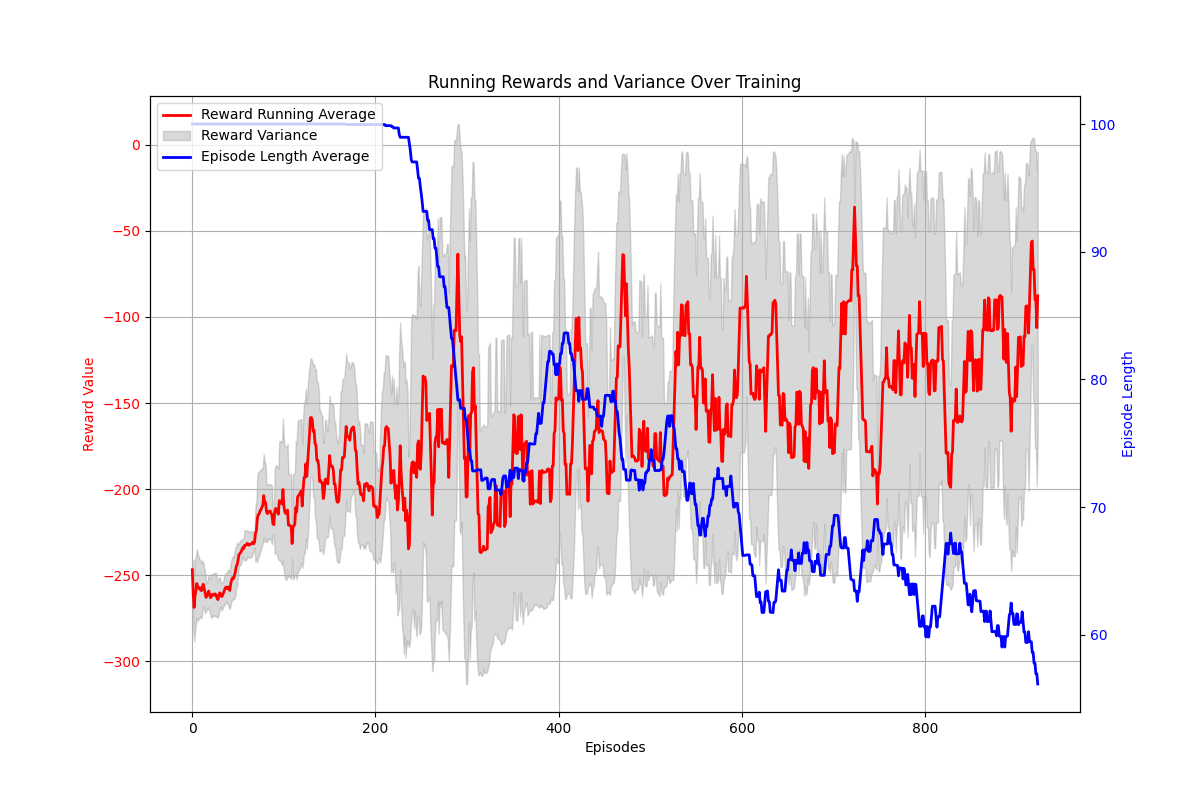 Running Rewards and Variance Over Training
Reward Running Average
Reward Variance
Episode Length Average
0
−50
−100
−150
−200
−250
−300
Reward Value
100
90
80
70
60
Episode Length
0
200
400
600
800
Episodes